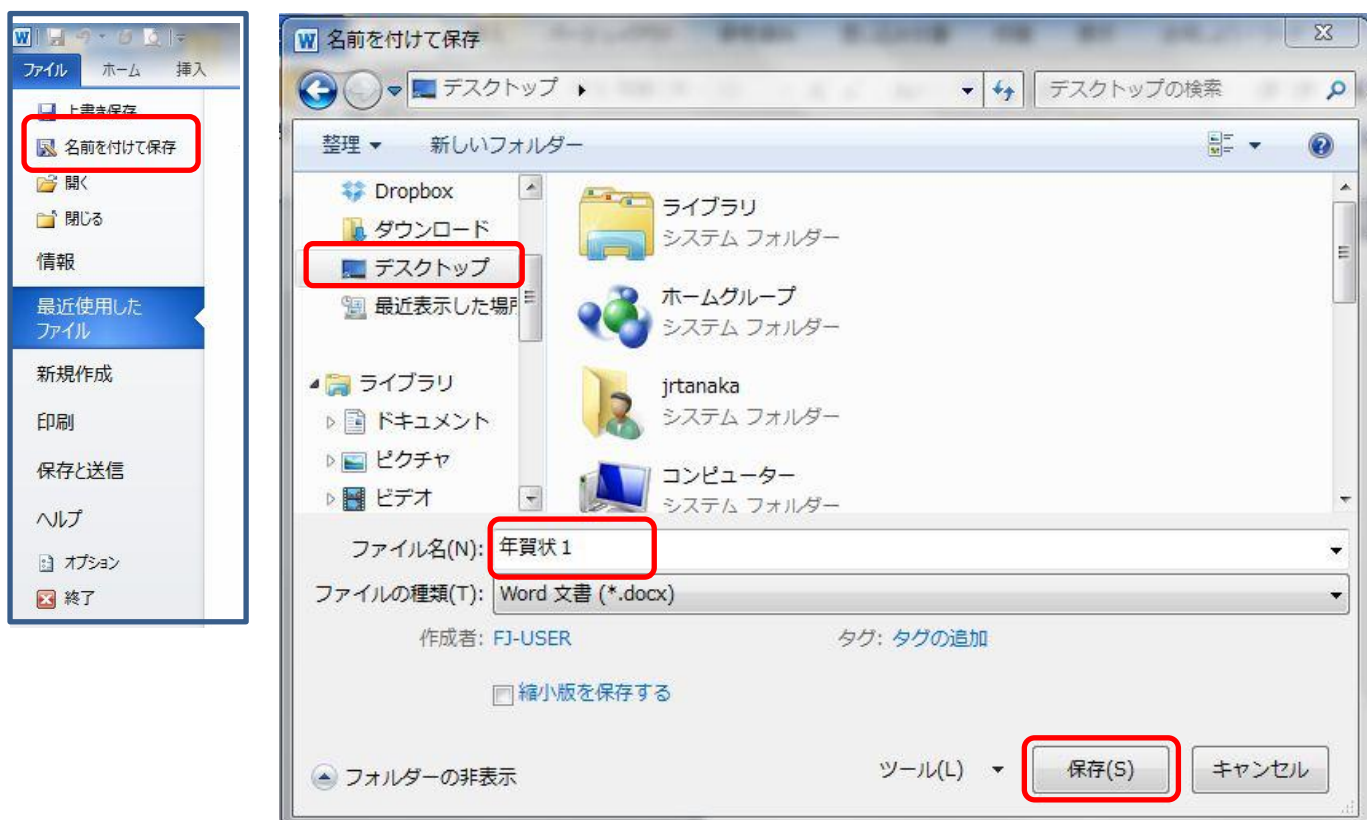 ファイル
ホーム
挿入
上書き保存
名前を付けて保存
開く
閉じる
情報
最近使用した
ファイル
新規作成
印刷
保存と送信
ヘルプ
オプション
終了
名前を付けて保存
デスクトップ
デスクトップの検索
整理
新しいフォルダー
Dropbox
ダウンロード
デスクトップ
最近表示した場所
ライブラリ
ドキュメント
ピクチャ
ビデオ
ライブラリ
システム フォルダー
ホームグループ
システム フォルダー
jrtanaka
システム フォルダー
コンピューター
システム フォルダー
ファイル名(N): 年賀状１
ファイルの種類(T): Word 文書 (*.docx)
作成者: FJ-USER
タグ: タグの追加
縮小版を保存する
フォルダーの非表示
ツール(L)
保存(S)
キャンセル